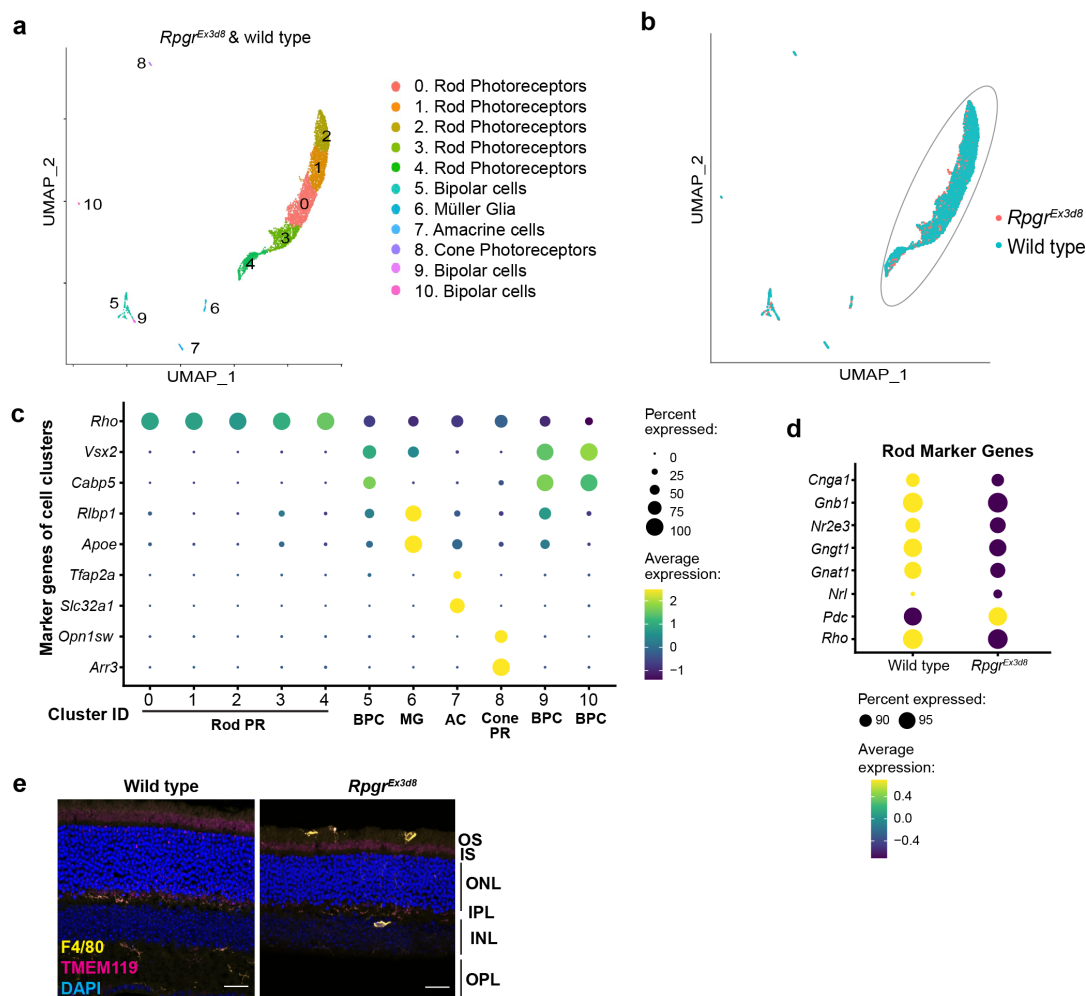 a
Rpgr^Ex3d8 & wild type
8
2
1
0
10
3
4
5
9
6
7
UMAP_2
UMAP_1
0. Rod Photoreceptors
1. Rod Photoreceptors
2. Rod Photoreceptors
3. Rod Photoreceptors
4. Rod Photoreceptors
5. Bipolar cells
6. Müller Glia
7. Amacrine cells
8. Cone Photoreceptors
9. Bipolar cells
10. Bipolar cells
b
UMAP_2
UMAP_1
Rpgr^Ex3d8
Wild type
c
Marker genes of cell clusters
Rho
Vsx2
Cabp5
Rlbp1
Apoe
Tfap2a
Slc32a1
Opn1sw
Arr3
Cluster ID
0 1 2 3 4 5 6 7 8 9 10
Rod PR
BPC MG AC Cone PR BPC BPC
Percent
expressed:
0
25
50
75
100
Average
expression:
2
1
0
−1
d
Rod Marker Genes
Cnga1
Gnb1
Nr2e3
Gngt1
Gnat1
Nrl
Pdc
Rho
Wild type Rpgr^Ex3d8
Percent expressed:
90 95
Average
expression:
0.4
0.0
−0.4
e
Wild type
Rpgr^Ex3d8
F4/80
TMEM119
DAPI
OS
IS
ONL
IPL
INL
OPL